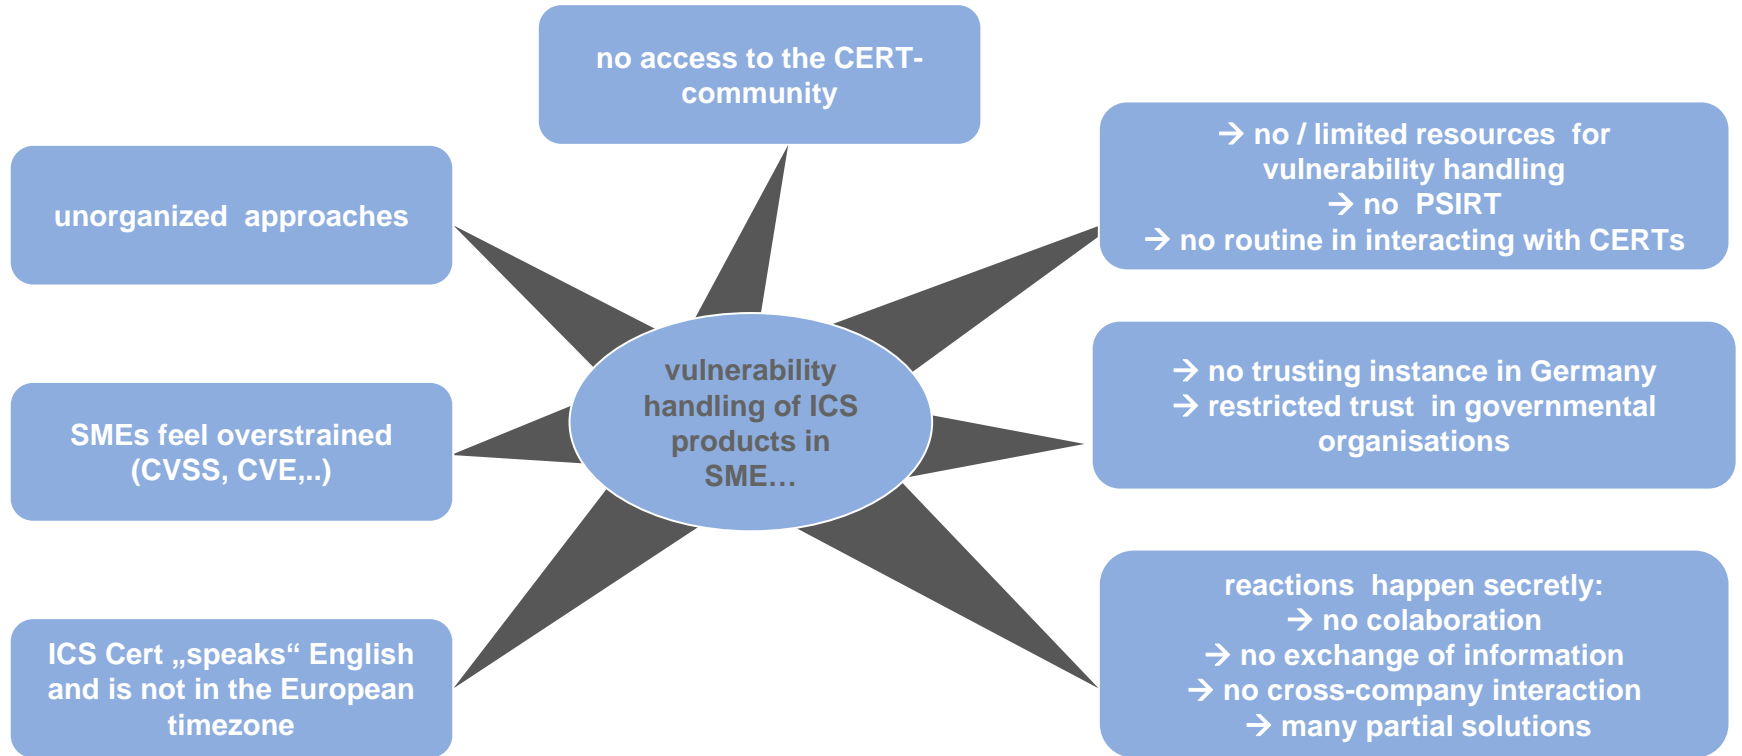 no access to the CERT-
community
unorganized approaches
→ no / limited resources for
vulnerability handling
→ no PSIRT
→ no routine in interacting with CERTs
vulnerability
handling of ICS
products in
SME…
SMEs feel overstrained
(CVSS, CVE,..)
→ no trusting instance in Germany
→ restricted trust in governmental
organisations
ICS Cert „speaks“ English
and is not in the European
timezone
reactions happen secretly:
→ no colaboration
→ no exchange of information
→ no cross-company interaction
→ many partial solutions